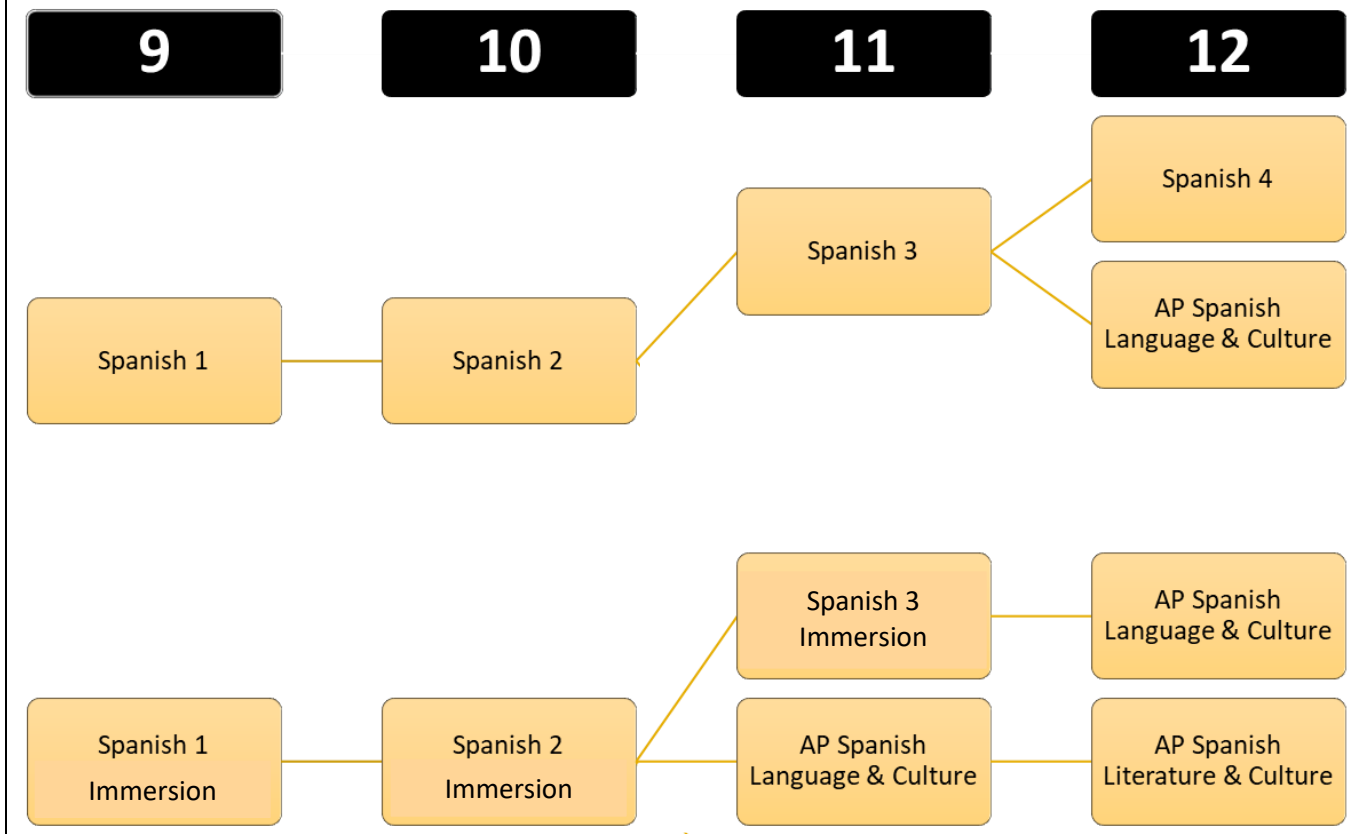 9
10
11
12
Spanish 1
Spanish 2
Spanish 3
Spanish 4
AP Spanish
Language & Culture
Spanish 1
Immersion
Spanish 2
Immersion
Spanish 3
Immersion
AP Spanish
Language & Culture
AP Spanish
Language & Culture
AP Spanish
Literature & Culture